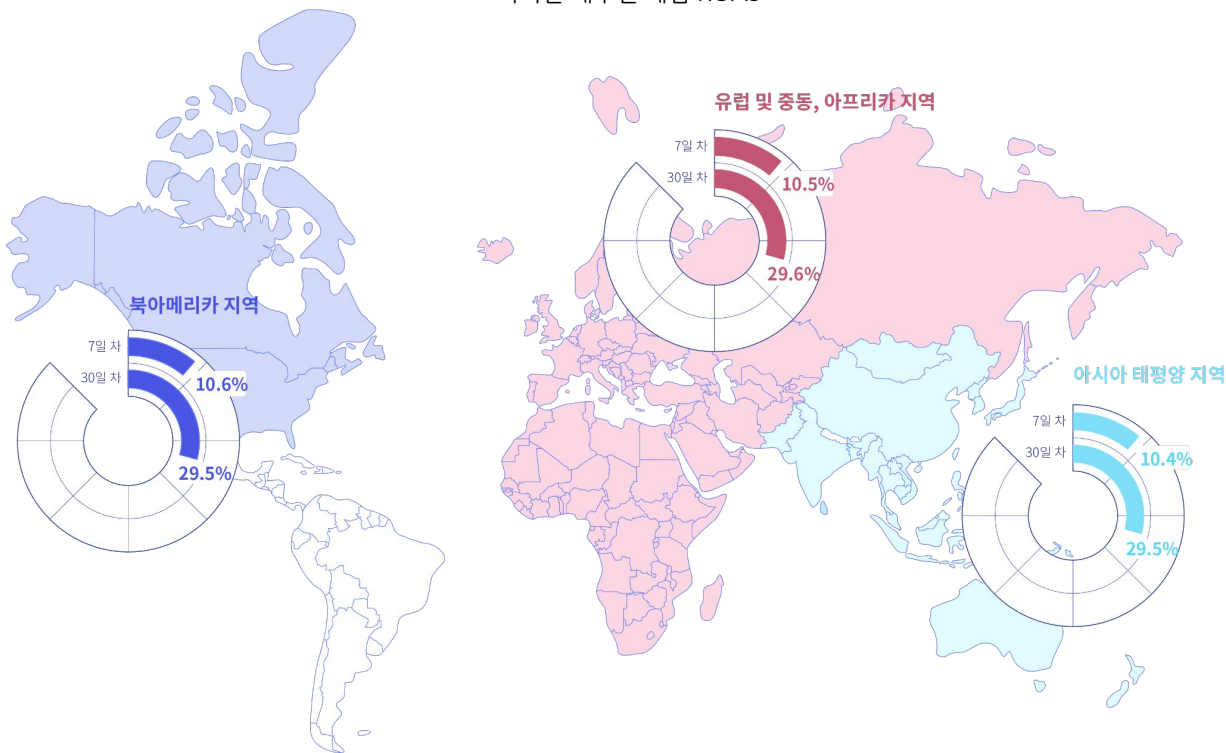 유럽 및 중동, 아프리카 지역
7일 차
10.5%
30일 차
29.6%
북아메리카 지역
7일 차
10.6%
30일 차
29.5%
아시아 태평양 지역
7일 차
10.4%
30일 차
29.5%